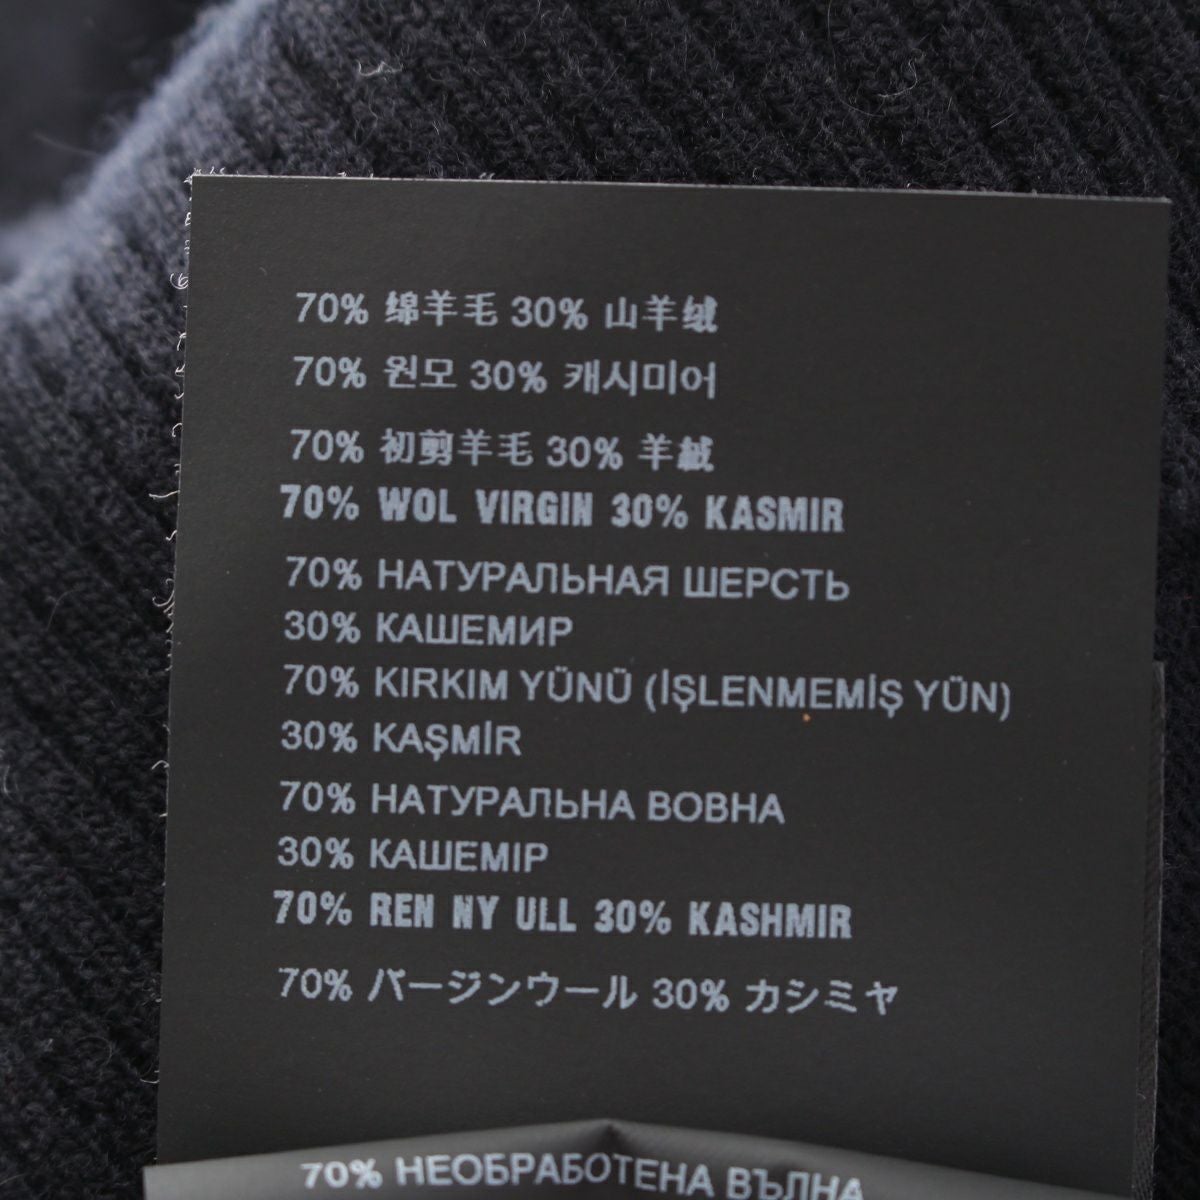 70% 绵羊毛 30% 山羊绒
70% 원모 30% 캐시미어
70% 初剪羊毛 30% 羊絨
70% WOL VIRGIN 30% KASMIR
70% НАТУРАЛЬНАЯ ШЕРСТЬ
30% КАШЕМИР
70% KIRKIM YÜNÜ (İŞLENMEMİŞ YÜN)
30% KAŞMİR
70% НАТУРАЛЬНА ВОВНА
30% КАШЕМІР
70% REN NY ULL 30% KASHMIR
70% バージンウール 30% カシミヤ
70% НЕОБРАБОТЕНА ВЪЛНА